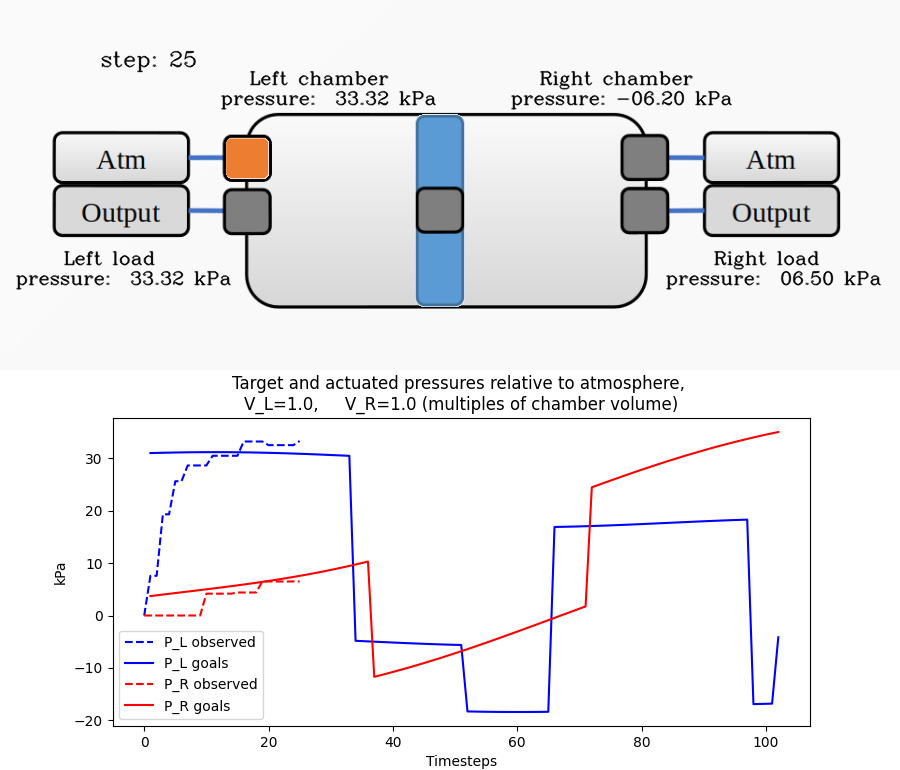 step: 25
Left chamber
pressure:  33.32 kPa
Right chamber
pressure: −06.20 kPa
Atm
Output
Atm
Output
Left load
pressure:  33.32 kPa
Right load
pressure:  06.50 kPa
Target and actuated pressures relative to atmosphere,
V_L=1.0,     V_R=1.0 (multiples of chamber volume)
30
20
10
0
−10
−20
kPa
P_L observed
P_L goals
P_R observed
P_R goals
0 20 40 60 80 100
Timesteps